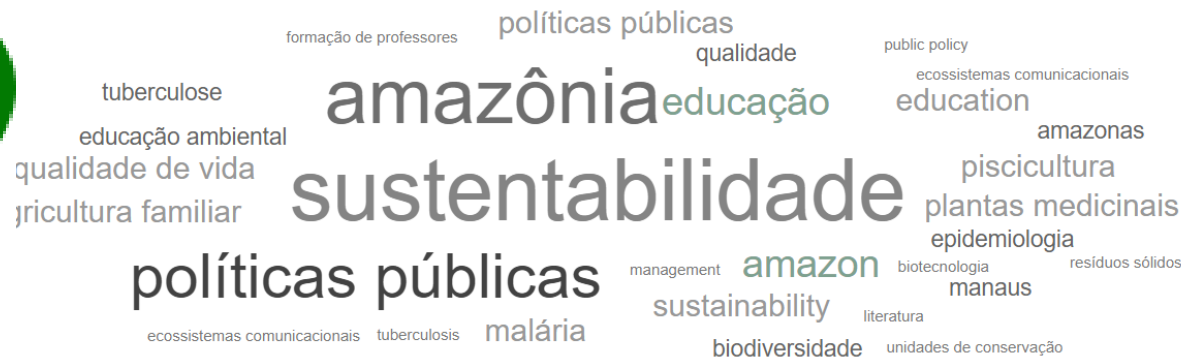 políticas públicas
formação de professores
qualidade
public policy
ecossistemas comunicacionais
tuberculose
amazônia
educação
education
educação ambiental
amazonas
qualidade de vida
sustentabilidade
piscicultura
gricultura familiar
plantas medicinais
epidemiologia
políticas públicas
management
amazon
biotecnologia
resíduos sólidos
manaus
sustainability
literatura
ecossistemas comunicacionais
tuberculosis
malária
biodiversidade
unidades de conservação